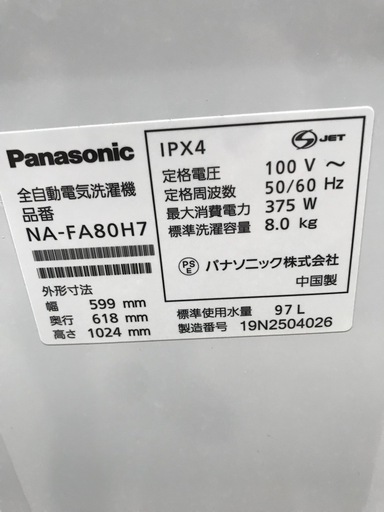 Panasonic
全自動電気洗濯機
品番
NA-FA80H7
外形寸法
幅 599 mm
奥行 618 mm
高さ 1024 mm
IPX4
S JET
定格電圧 100 V ～
定格周波数 50/60 Hz
最大消費電力 375 W
標準洗濯容量 8.0 kg
PS E パナソニック株式会社
中国製
標準使用水量 97 L
製造番号 19N2504026